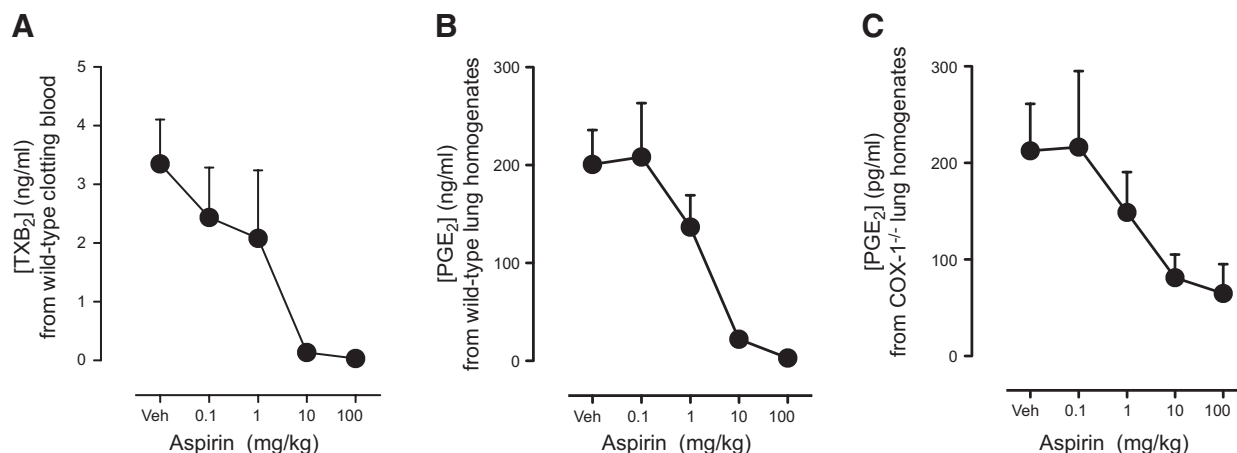 A
[TXB₂] (ng/ml)
from wild-type clotting blood
5
4
3
2
1
0
Veh 0.1 1 10 100
Aspirin (mg/kg)
B
[PGE₂] (ng/ml)
from wild-type lung homogenates
300
200
100
0
Veh 0.1 1 10 100
Aspirin (mg/kg)
C
[PGE₂] (pg/ml)
from COX-1⁻/⁻ lung homogenates
300
200
100
0
Veh 0.1 1 10 100
Aspirin (mg/kg)